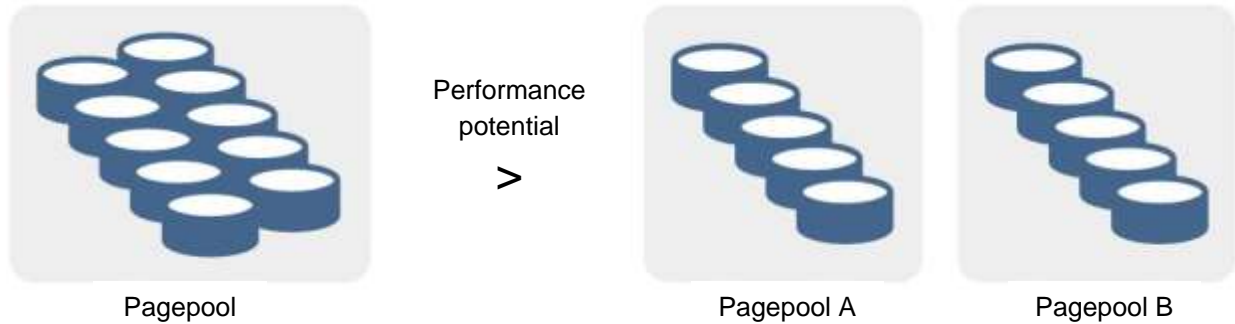 Performance
potential
>
Pagepool
Pagepool A
Pagepool B